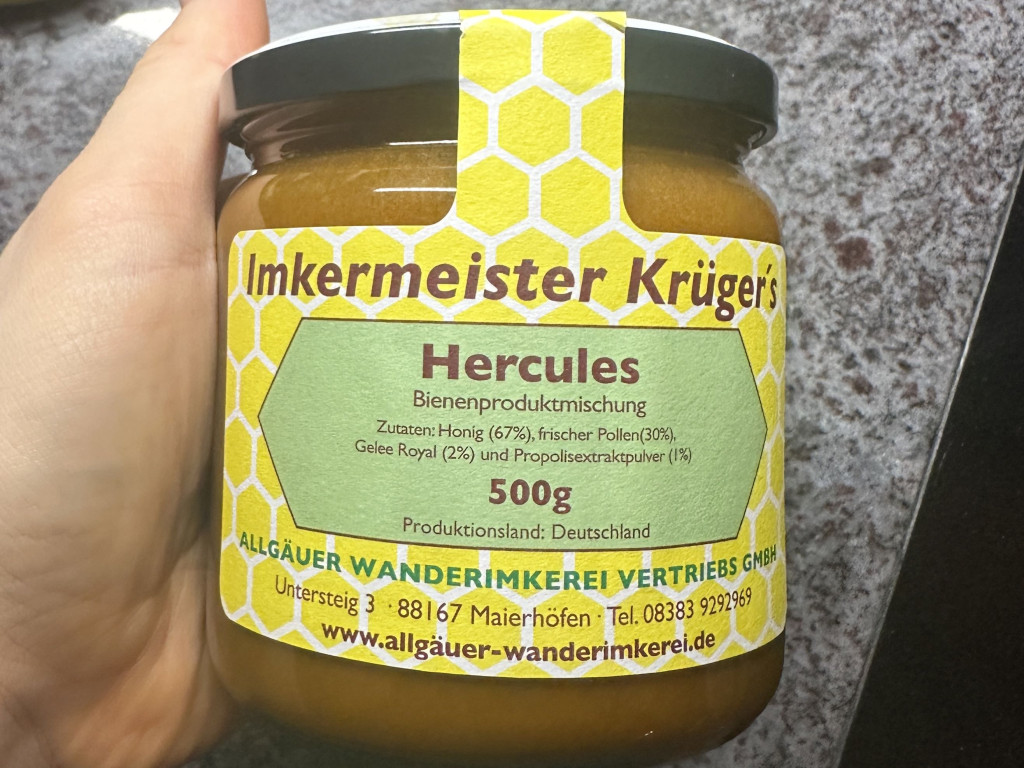 Imkermeister Krüger's
Hercules
Bienenproduktmischung
Zutaten: Honig (67%), frischer Pollen(30%),
Gelee Royal (2%) und Propolisextraktpulver (1%)
500g
Produktionsland: Deutschland
ALLGÄUER WANDERIMKEREI VERTRIEBS GMBH
Untersteig 3 · 88167 Maierhöfen · Tel. 08383 9292969
www.allgäuer-wanderimkerei.de